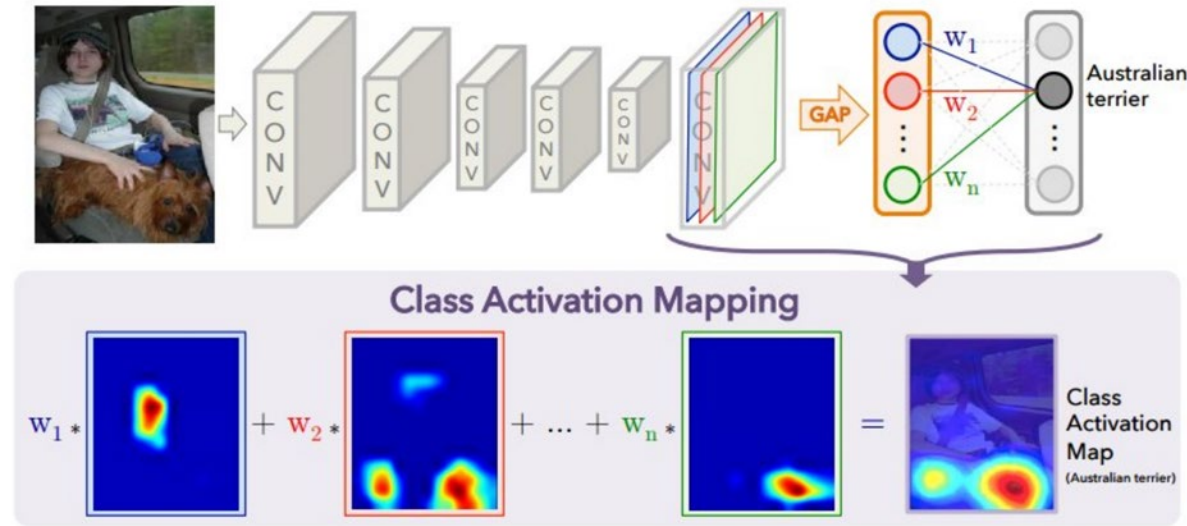 CONV
CONV
CONV
CONV
CONV
CONV
GAP
w1
w2
⋮
wn
⋮
Australian
terrier
Class Activation Mapping
w1 * + w2 * + ... + wn * =
Class
Activation
Map
(Australian terrier)